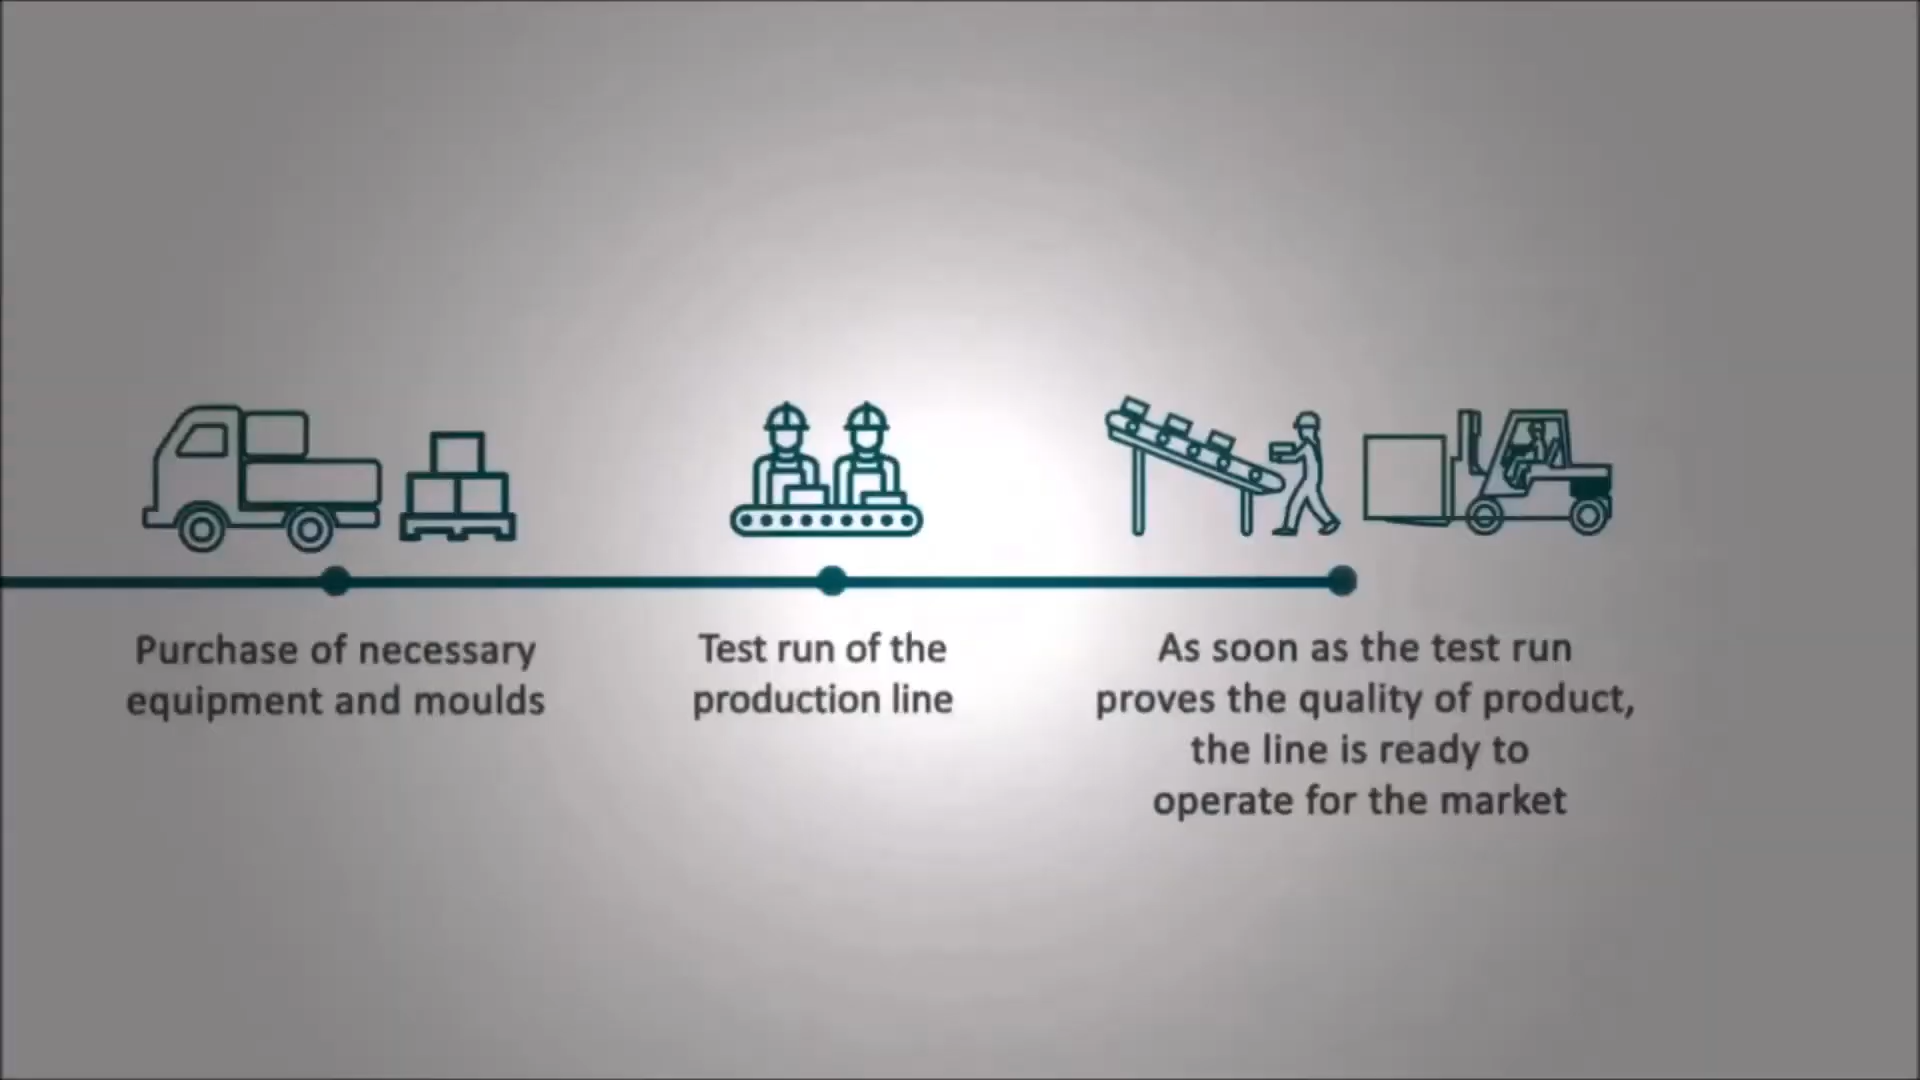 Purchase of necessary
equipment and moulds
Test run of the
production line
As soon as the test run
proves the quality of product,
the line is ready to
operate for the market